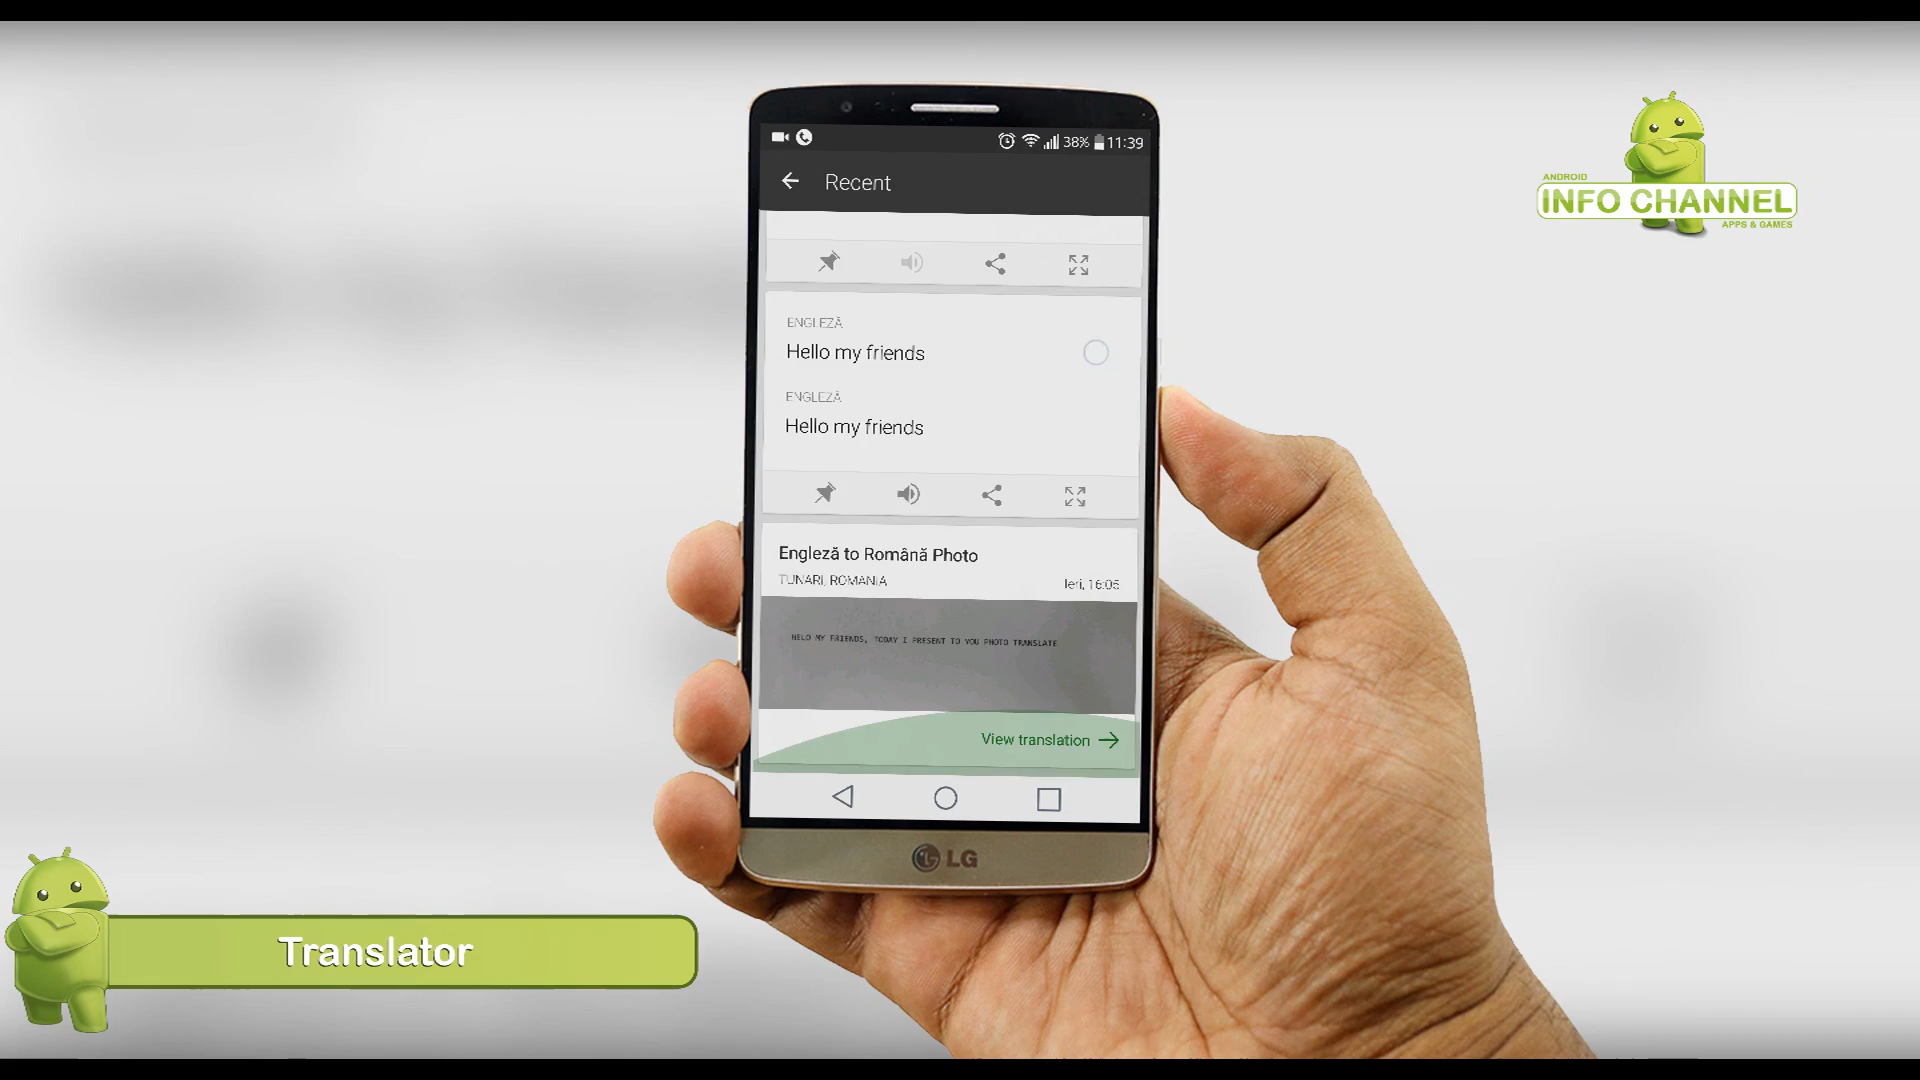 38% 11:39
Recent
ENGLEZĂ
Hello my friends
ENGLEZĂ
Hello my friends
Engleză to Română Photo
TUNARI, ROMANIA
Ieri, 16:05
HELO MY FRIENDS, TODAY I PRESENT TO YOU PHOTO TRANSLATE
View translation
LG
ANDROID
INFO CHANNEL
APPS & GAMES
Translator